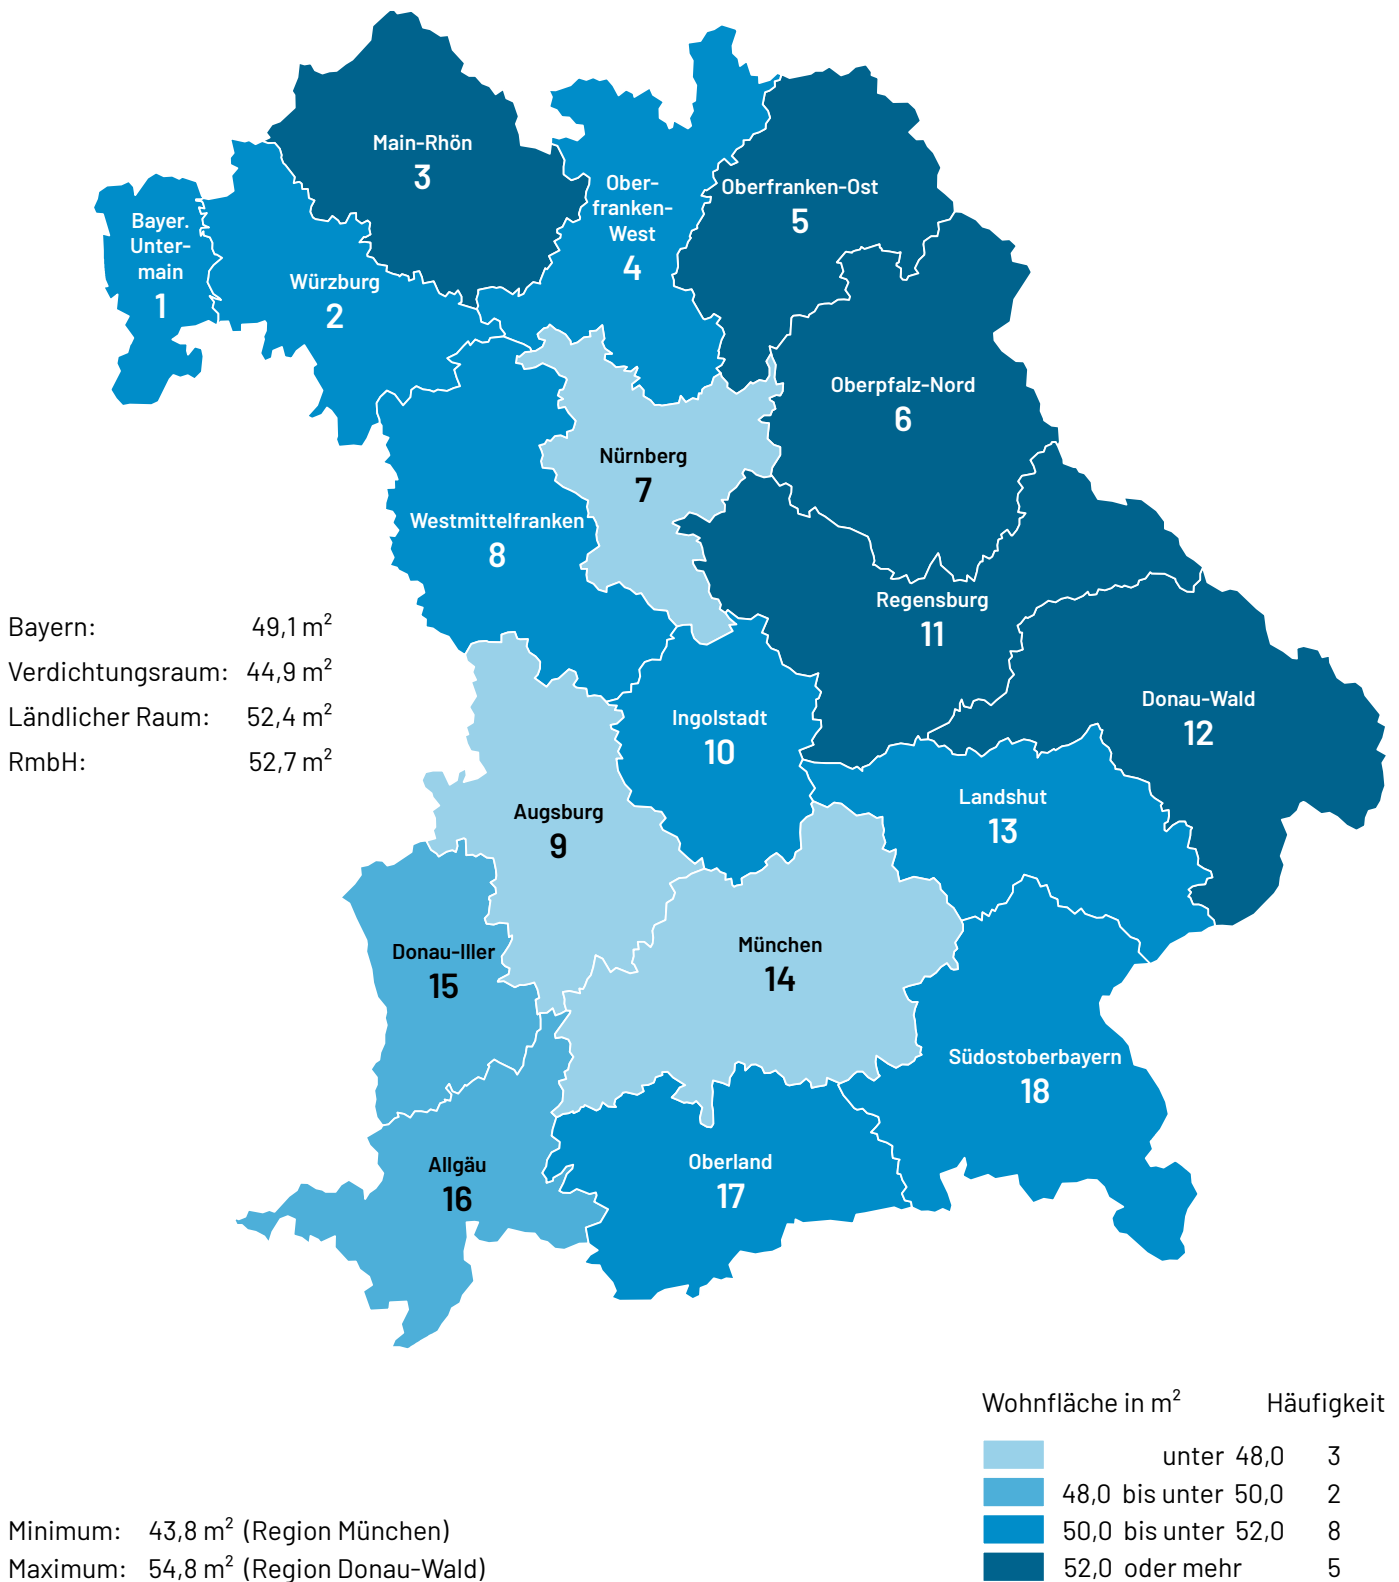 Main-Rhön
3
Ober-
franken-
West
4
Oberfranken-Ost
5
Bayer.
Unter-
main
1
Würzburg
2
Oberpfalz-Nord
6
Nürnberg
7
Westmittelfranken
8
Regensburg
11
Bayern: 49,1 m²
Verdichtungsraum: 44,9 m²
Ländlicher Raum: 52,4 m²
RmbH: 52,7 m²
Donau-Wald
12
Ingolstadt
10
Landshut
13
Augsburg
9
München
14
Donau-Iller
15
Südostoberbayern
18
Allgäu
16
Oberland
17
Wohnfläche in m² Häufigkeit
unter 48,0 3
48,0 bis unter 50,0 2
50,0 bis unter 52,0 8
52,0 oder mehr 5
Minimum: 43,8 m² (Region München)
Maximum: 54,8 m² (Region Donau-Wald)